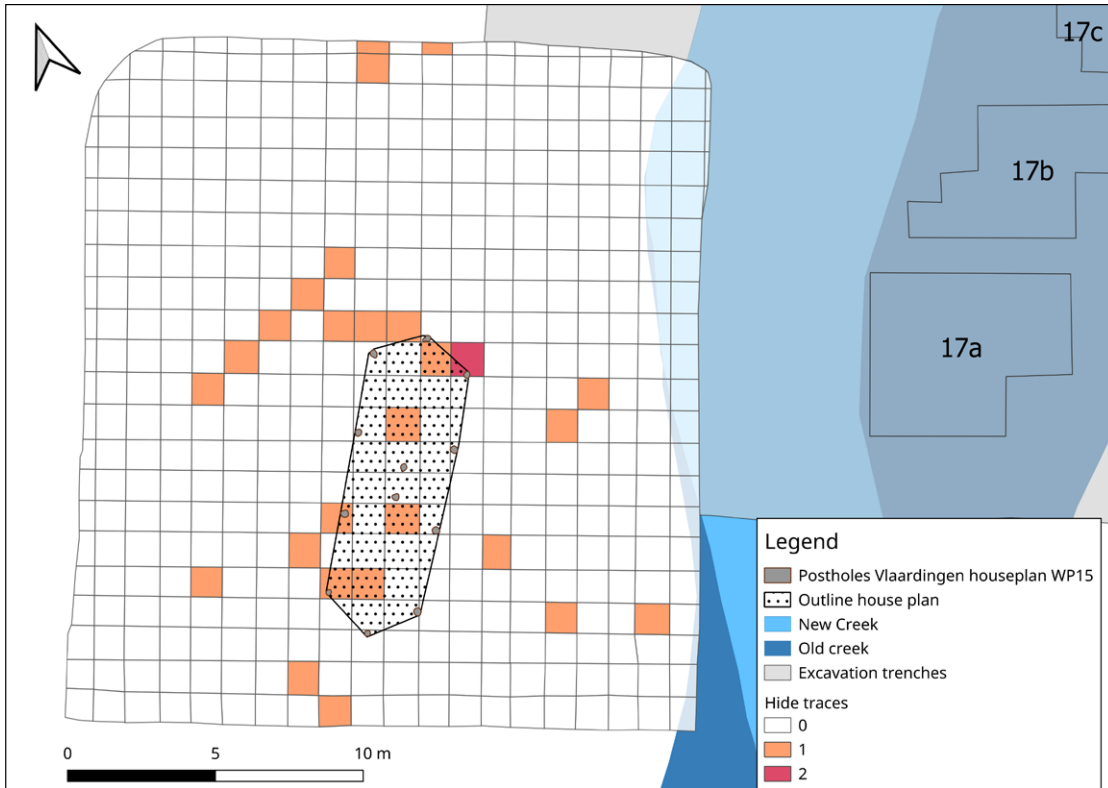 17c
17b
17a
Legend
Postholes Vlaardingen houseplan WP15
Outline house plan
New Creek
Old creek
Excavation trenches
Hide traces
0
1
2
0 5 10 m